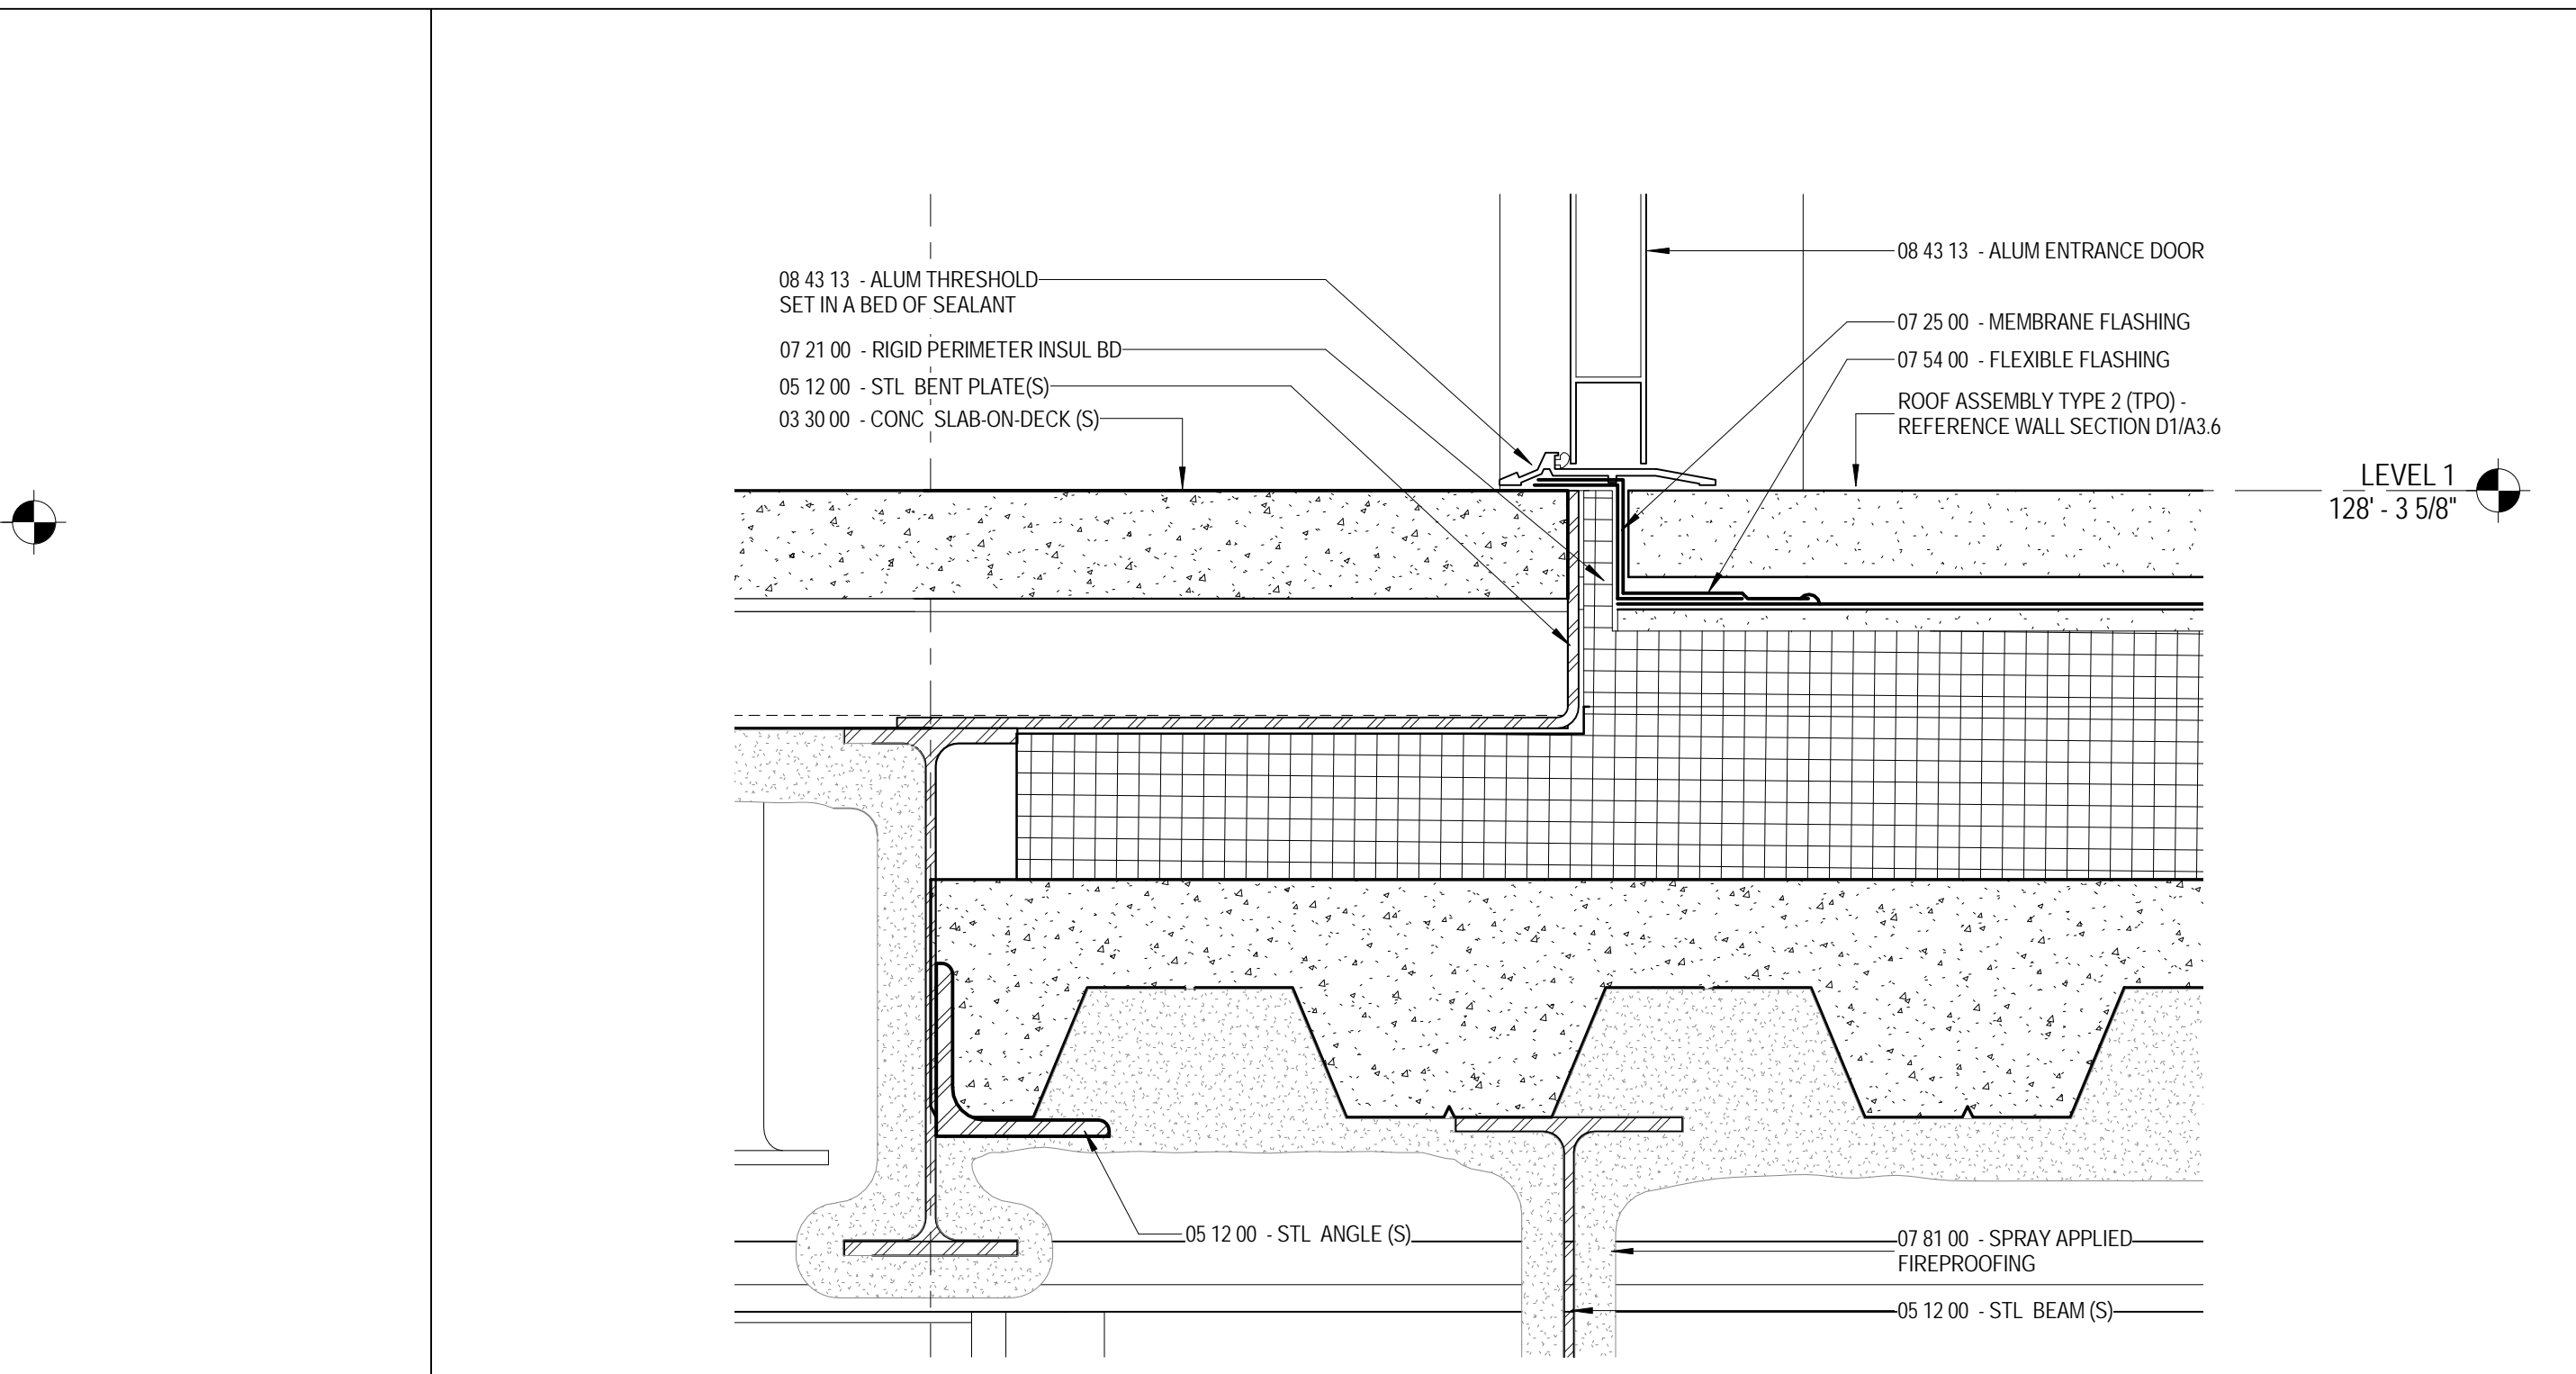 08 43 13 - ALUM THRESHOLD
SET IN A BED OF SEALANT
07 21 00 - RIGID PERIMETER INSUL BD
05 12 00 - STL BENT PLATE(S)
03 30 00 - CONC SLAB-ON-DECK (S)
08 43 13 - ALUM ENTRANCE DOOR
07 25 00 - MEMBRANE FLASHING
07 54 00 - FLEXIBLE FLASHING
ROOF ASSEMBLY TYPE 2 (TPO) -
REFERENCE WALL SECTION D1/A3.6
LEVEL 1
128' - 3 5/8"
05 12 00 - STL ANGLE (S)
07 81 00 - SPRAY APPLIED
FIREPROOFING
05 12 00 - STL BEAM (S)